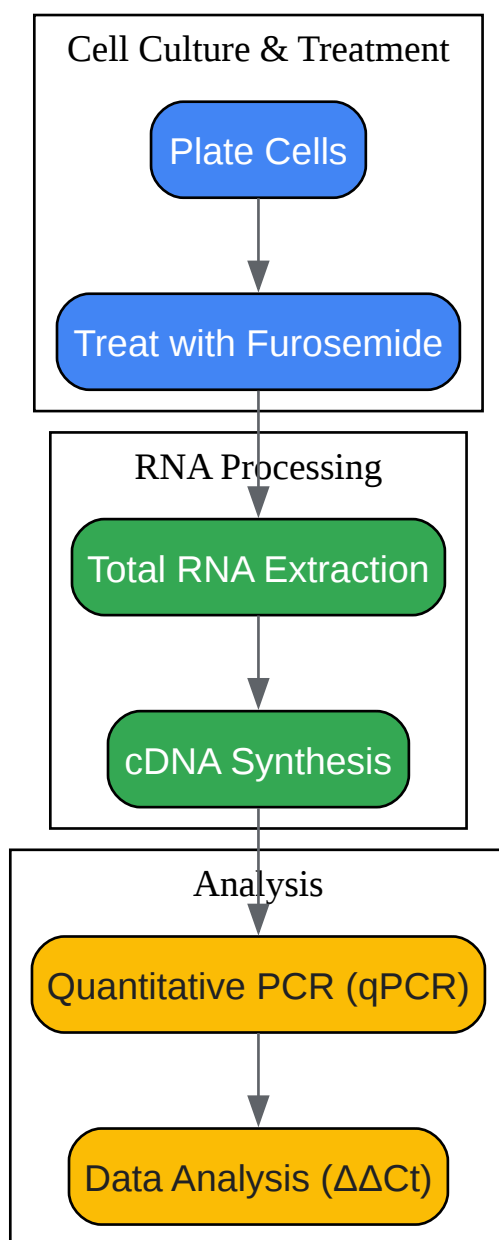 Cell Culture & Treatment
Plate Cells
Treat with Furosemide
RNA Processing
Total RNA Extraction
cDNA Synthesis
Analysis
Quantitative PCR (qPCR)
Data Analysis (ΔΔCt)